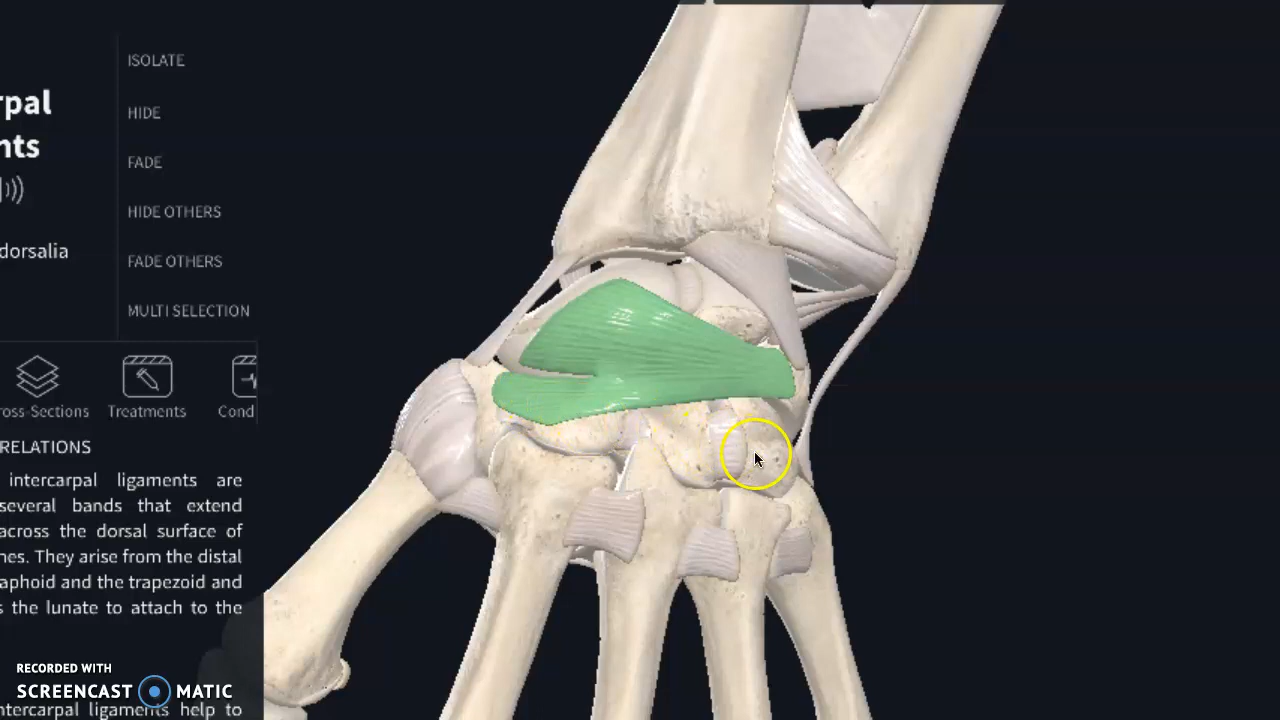 rpal
nts
dorsalia
ISOLATE
HIDE
FADE
HIDE OTHERS
FADE OTHERS
MULTI SELECTION
ross-Sections Treatments Cond
RELATIONS
intercarpal ligaments are
several bands that extend
across the dorsal surface of
nes. They arise from the distal
aphoid and the trapezoid and
s the lunate to attach to the
RECORDED WITH
SCREENCAST MATIC
ntercarpal ligaments help to